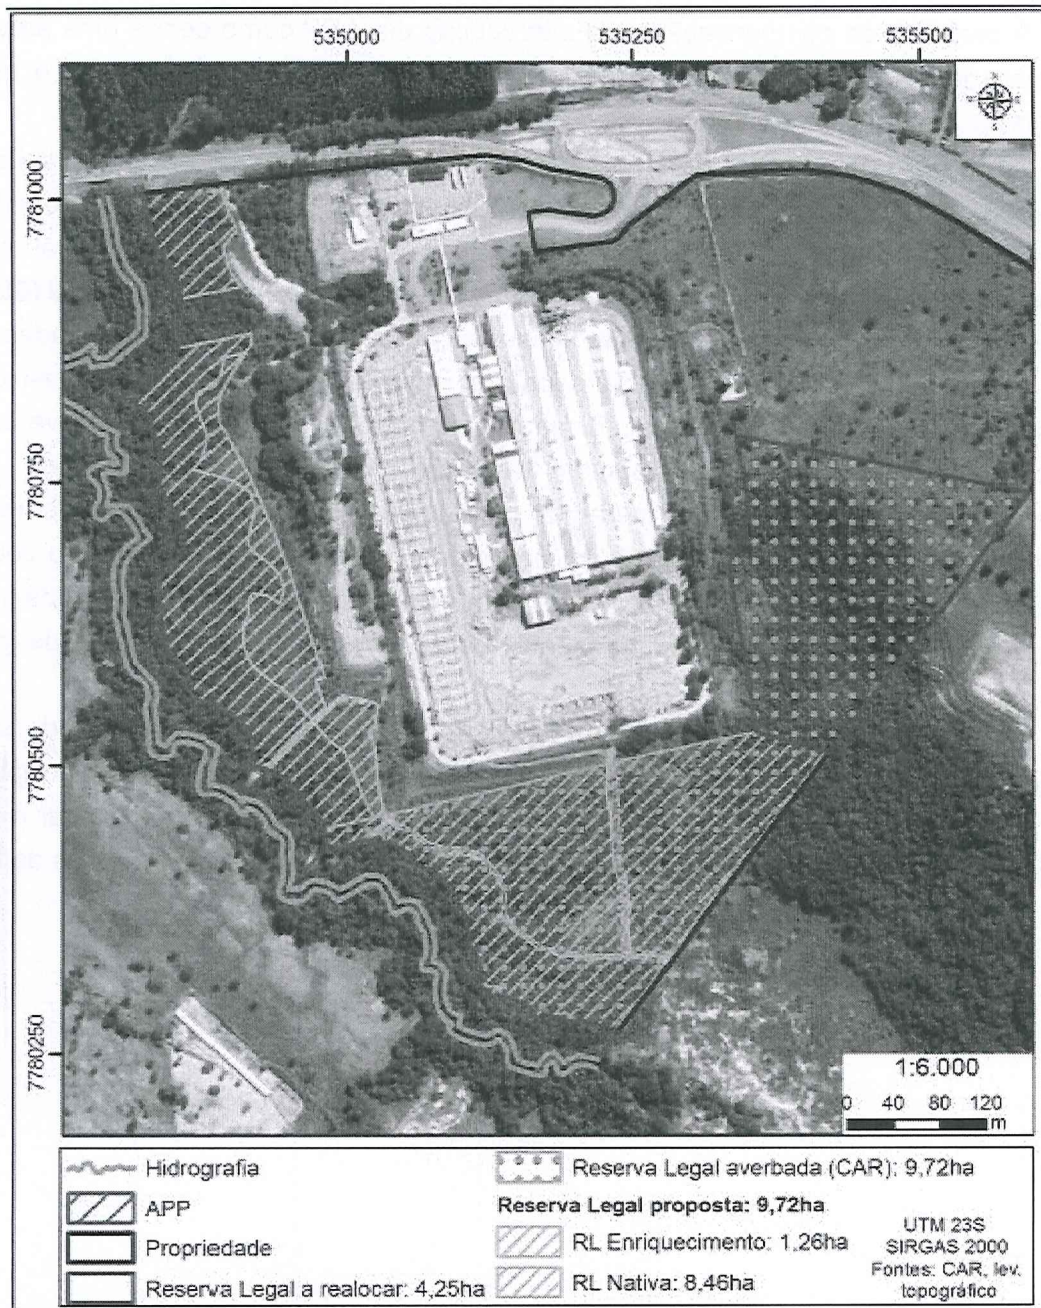 535000
535250
535500
7781000
7780750
7780500
7780250
1:6.000
0 40 80 120
m
Hidrografia
APP
Propriedade
Reserva Legal a realocar: 4,25ha
Reserva Legal averbada (CAR): 9,72ha
Reserva Legal proposta: 9,72ha
RL Enriquecimento: 1,26ha
RL Nativa: 8,46ha
UTM 23S
SIRGAS 2000
Fontes: CAR, lev.
topográfico